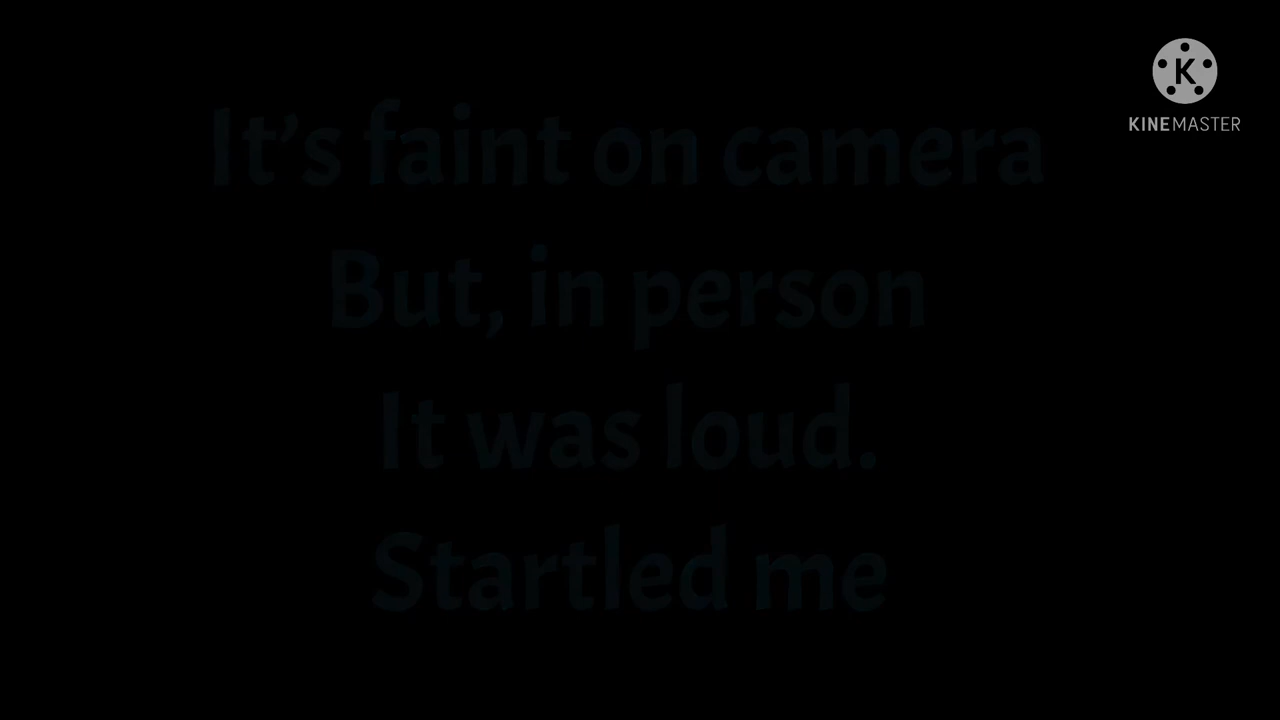 It's faint on camera
But, in person
It was loud.
Startled me
K
KINEMASTER